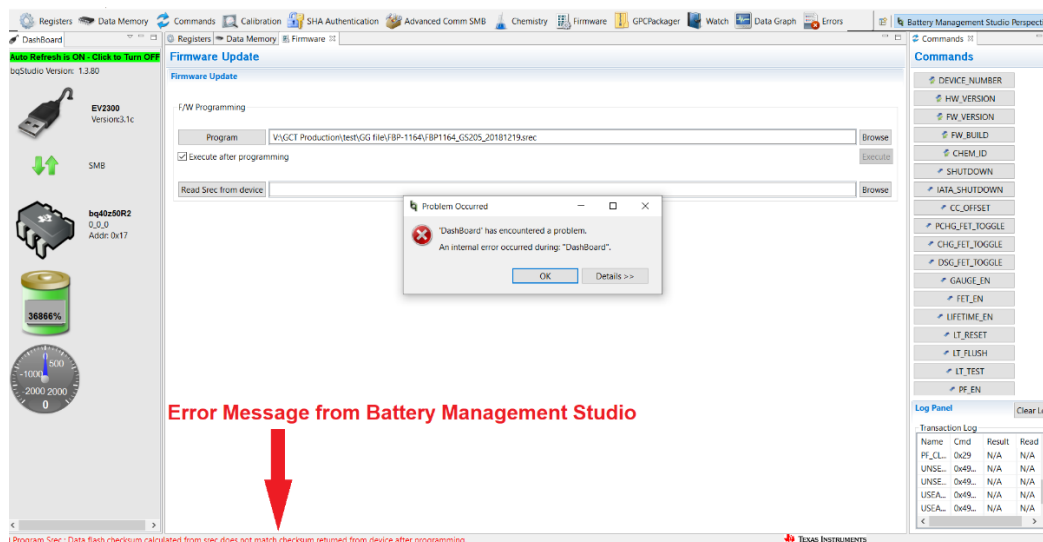 Registers Data Memory Commands Calibration SHA Authentication Advanced Comm SMB Chemistry Firmware GPCPackager Watch Data Graph Errors Battery Management Studio Perspecti
DashBoard
Registers Data Memory Firmware
Commands
Auto Refresh is ON - Click to Turn OFF
Firmware Update
Commands
bqStudio Version: 1.3.80
Firmware Update
EV2300
Version:3.1c
SMB
bq40z50R2
0_0_0
Addr: 0x17
36866%
500
-1000
-2000 2000
0
F/W Programming
Program V:\GCT Production\test\GG file\FBP-1164\FBP1164_GS205_20181219.srec Browse
Execute after programming Execute
Read Srec from device Browse
Problem Occurred
'DashBoard' has encountered a problem.
An internal error occurred during: "DashBoard".
OK Details >>
Error Message from Battery Management Studio
DEVICE_NUMBER
HW_VERSION
FW_VERSION
FW_BUILD
CHEM_ID
SHUTDOWN
IATA_SHUTDOWN
CC_OFFSET
PCHG_FET_TOGGLE
CHG_FET_TOGGLE
DSG_FET_TOGGLE
GAUGE_EN
FET_EN
LIFETIME_EN
LT_RESET
LT_FLUSH
LT_TEST
PF_EN
Log Panel Clear Lo
Transaction Log
Name Cmd Result Read
PF_CL... 0x29 N/A N/A
UNSE... 0x49... N/A N/A
UNSE... 0x49... N/A N/A
USEA... 0x49... N/A N/A
USEA... 0x49... N/A N/A
Program Srec : Data flash checksum calculated from srec does not match checksum returned from device after programming
TEXAS INSTRUMENTS